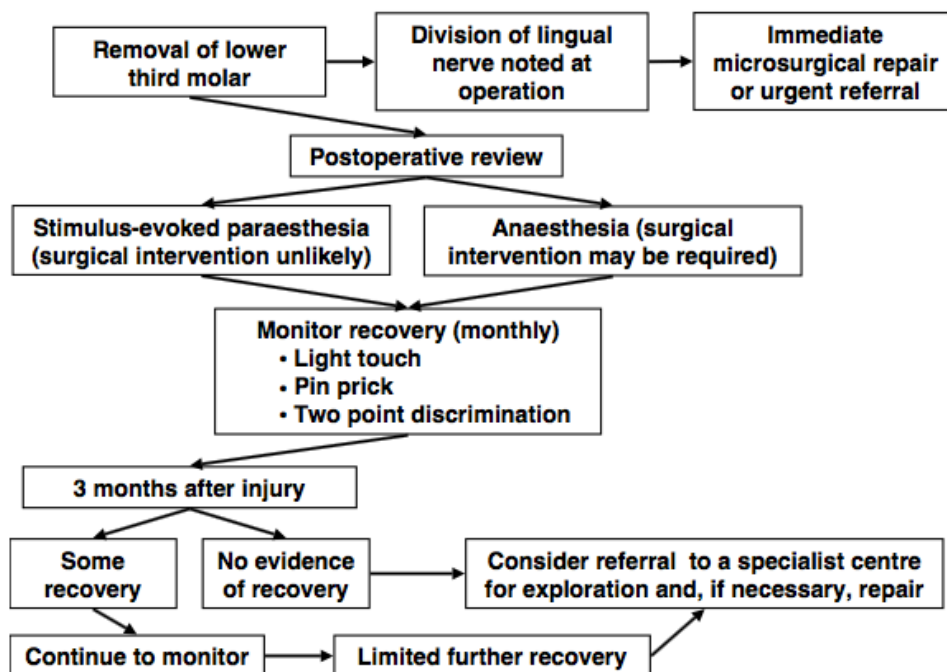 Removal of lower
third molar
Division of lingual
nerve noted at
operation
Immediate
microsurgical repair
or urgent referral
Postoperative review
Stimulus-evoked paraesthesia
(surgical intervention unlikely)
Anaesthesia (surgical
intervention may be required)
Monitor recovery (monthly)
• Light touch
• Pin prick
• Two point discrimination
3 months after injury
Some
recovery
No evidence
of recovery
Consider referral to a specialist centre
for exploration and, if necessary, repair
Continue to monitor
Limited further recovery